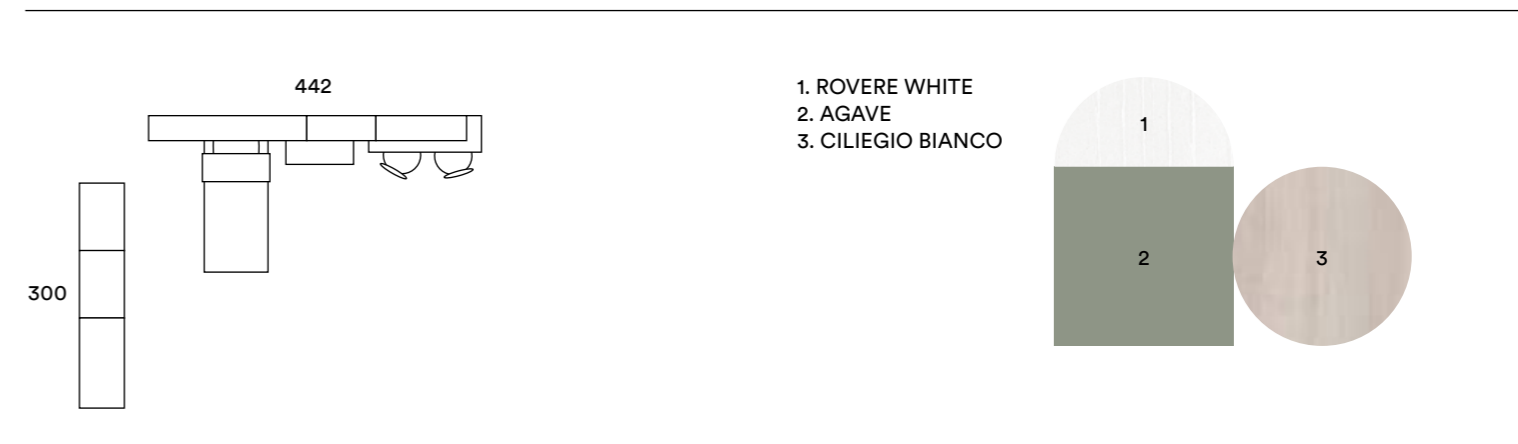 442
300
1. ROVERE WHITE
2. AGAVE
3. CILIEGIO BIANCO
1
2
3